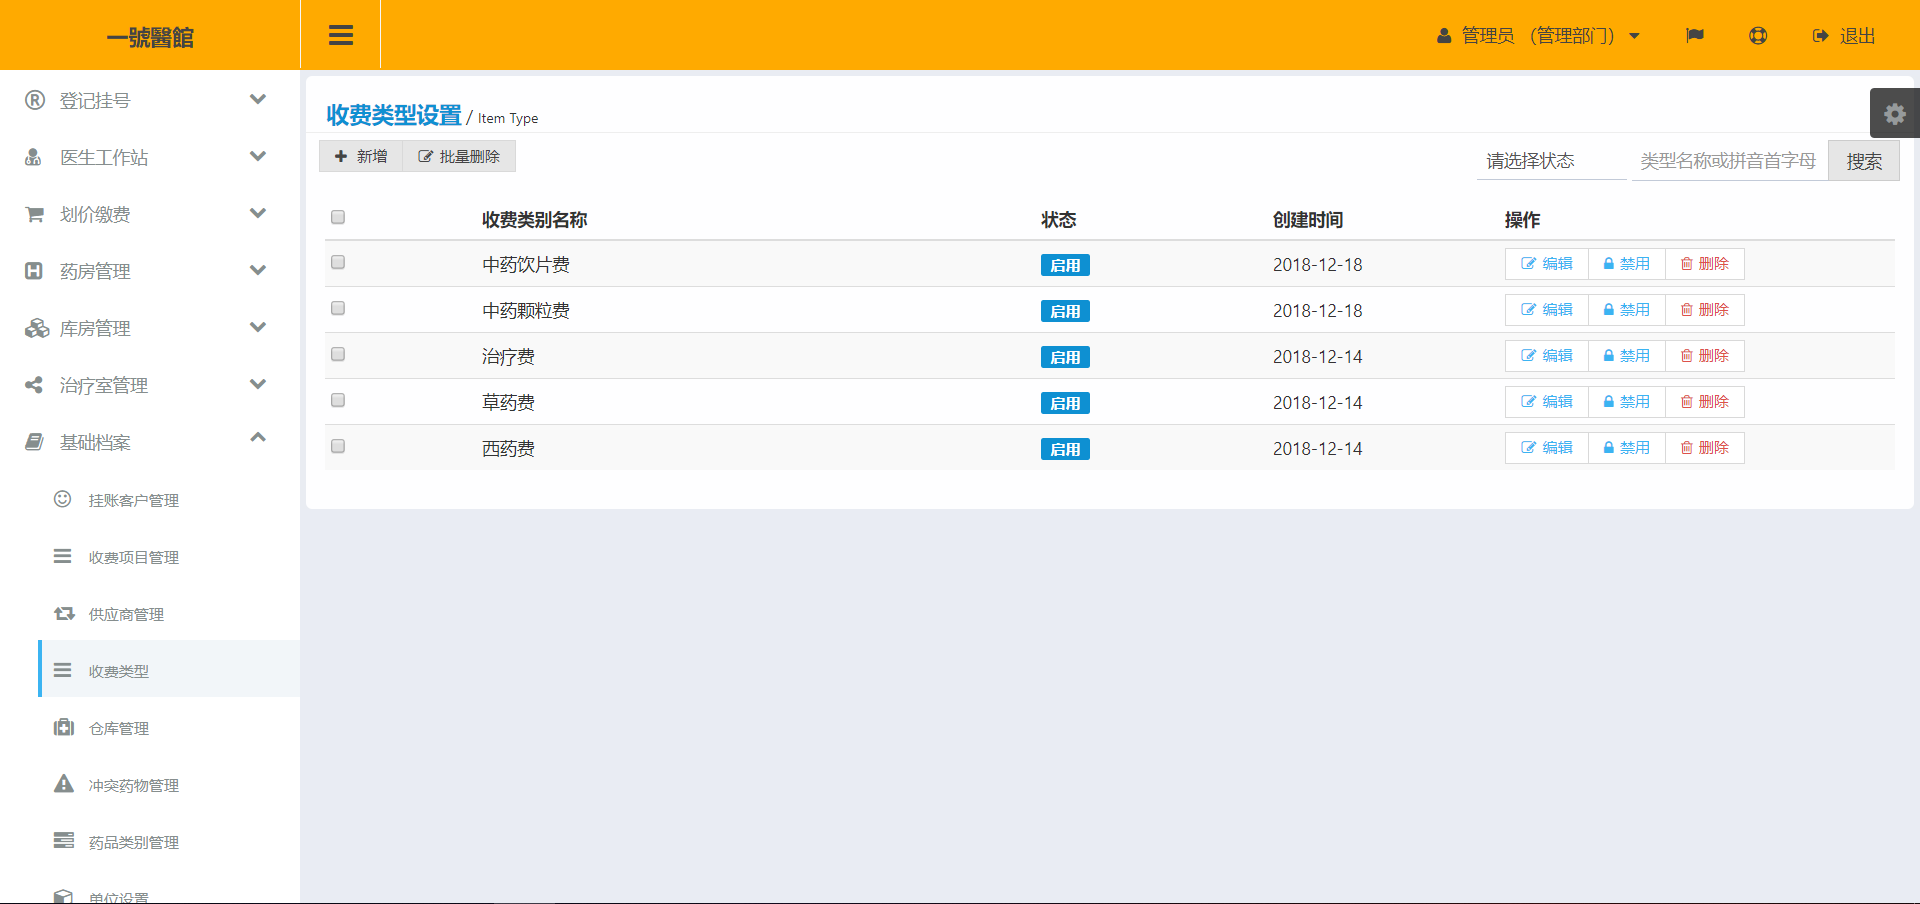 一號醫館
管理员 （管理部门）
退出
登记挂号
医生工作站
划价缴费
药房管理
库房管理
治疗室管理
基础档案
挂账客户管理
收费项目管理
供应商管理
收费类型
仓库管理
冲突药物管理
药品类别管理
单位设置
收费类型设置 / Item Type
新增 批量删除
请选择状态 类型名称或拼音首字母 搜索
收费类别名称 状态 创建时间 操作
中药饮片费 启用 2018-12-18 编辑 禁用 删除
中药颗粒费 启用 2018-12-18 编辑 禁用 删除
治疗费 启用 2018-12-14 编辑 禁用 删除
草药费 启用 2018-12-14 编辑 禁用 删除
西药费 启用 2018-12-14 编辑 禁用 删除